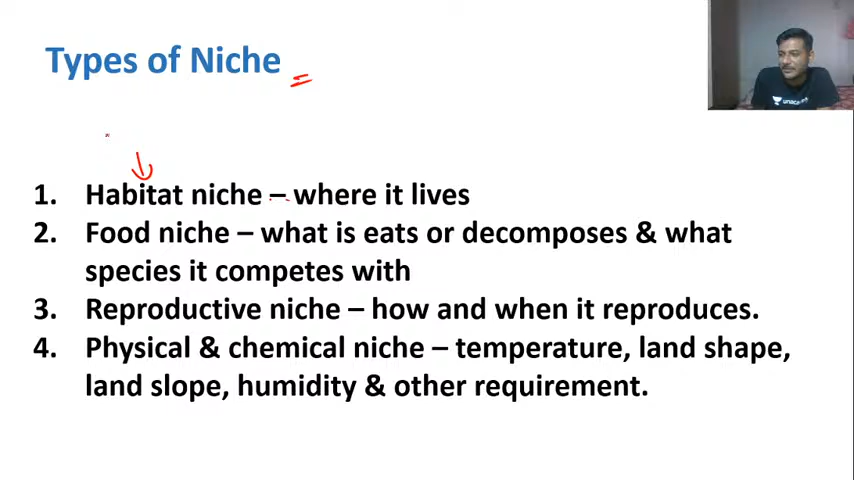 Types of Niche
1. Habitat niche – where it lives
2. Food niche – what is eats or decomposes & what
species it competes with
3. Reproductive niche – how and when it reproduces.
4. Physical & chemical niche – temperature, land shape,
land slope, humidity & other requirement.